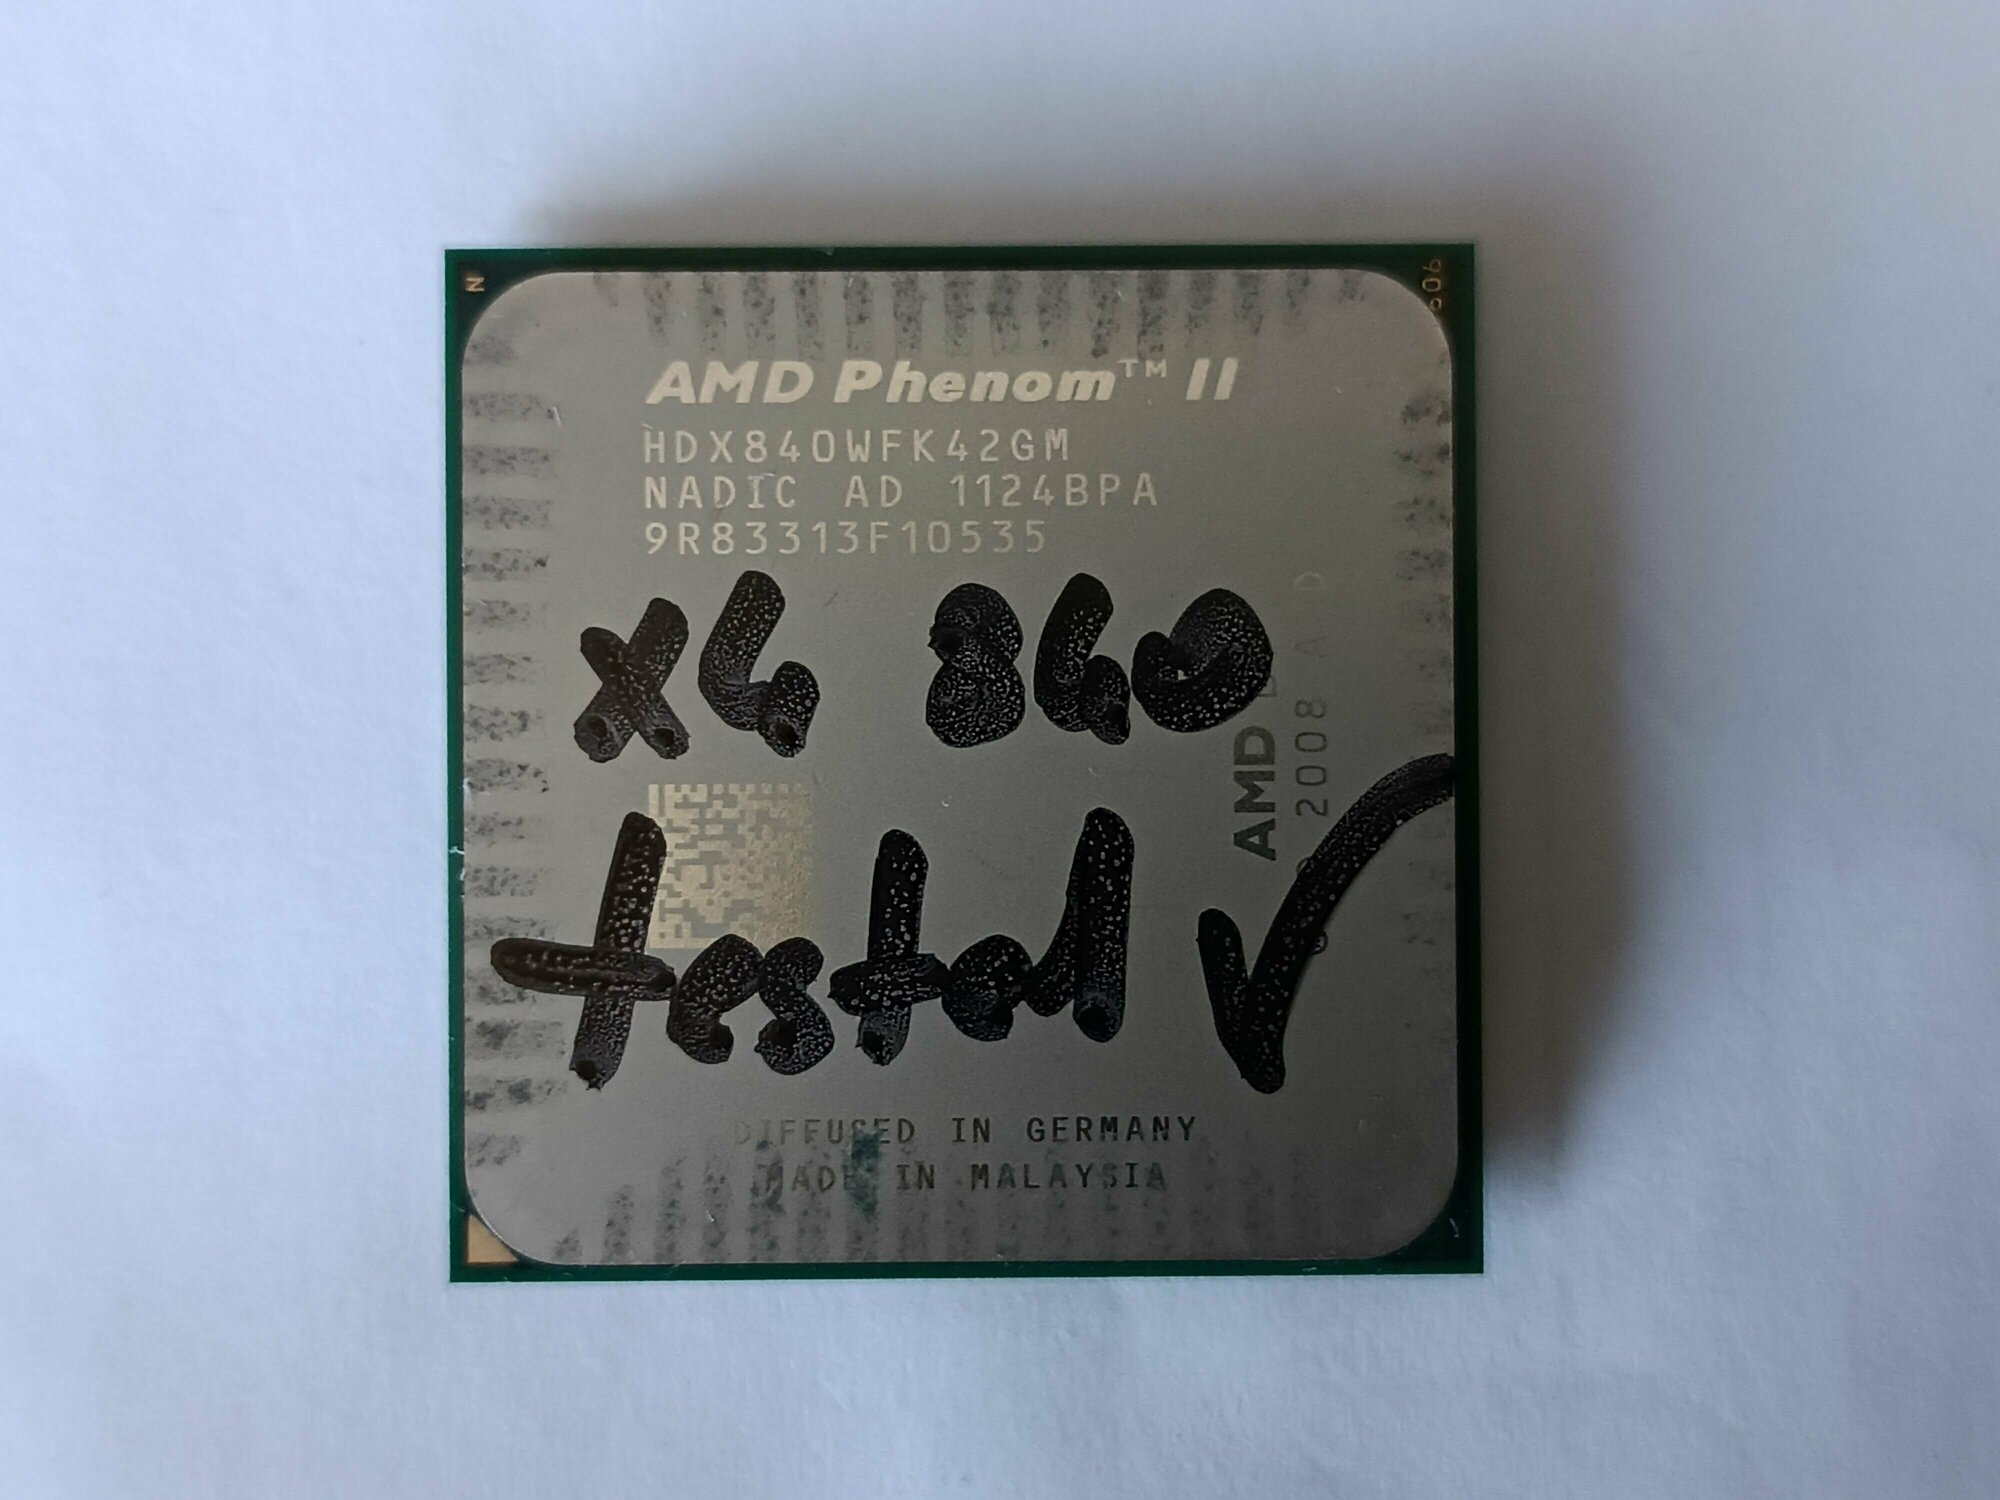 AMD Phenom™ II
HDX840WFK42GM
NADIC AD 1124BPA
9R83313F10535
X4 840
tested ✓
DIFFUSED IN GERMANY
MADE IN MALAYSIA
2008 AMD
AMD
N